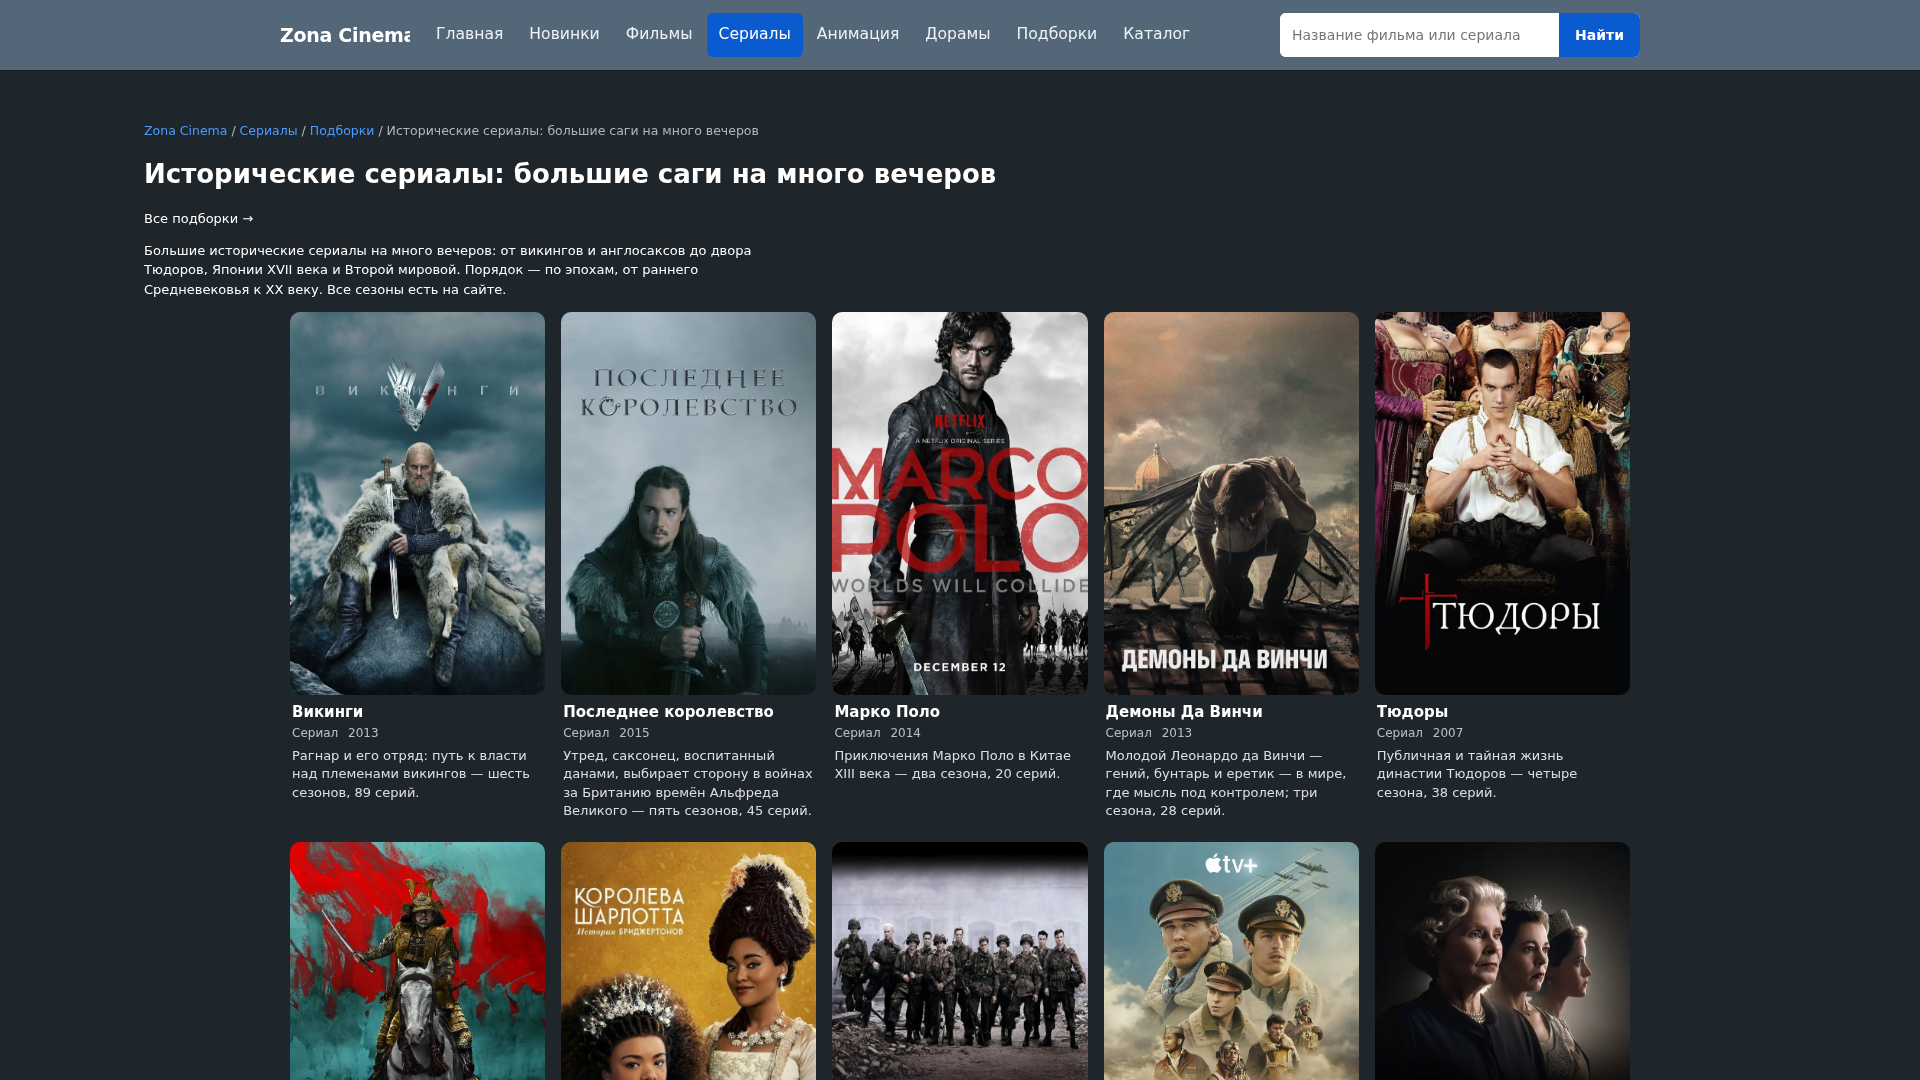 Zona Cinema
Главная
Новинки
Фильмы
Сериалы
Анимация
Дорамы
Подборки
Каталог
Название фильма или сериала
Найти
Zona Cinema / Сериалы / Подборки / Исторические сериалы: большие саги на много вечеров
Исторические сериалы: большие саги на много вечеров
Все подборки →
Большие исторические сериалы на много вечеров: от викингов и англосаксов до двора
Тюдоров, Японии XVII века и Второй мировой. Порядок — по эпохам, от раннего
Средневековья к XX веку. Все сезоны есть на сайте.
ВИКИНГИ
ПОСЛЕДНЕЕ
КОРОЛЕВСТВО
NETFLIX
A NETFLIX ORIGINAL SERIES
MARCO
POLO
WORLDS WILL COLLIDE
DECEMBER 12
ДЕМОНЫ ДА ВИНЧИ
ТЮДОРЫ
Викинги
Сериал 2013
Рагнар и его отряд: путь к власти
над племенами викингов — шесть
сезонов, 89 серий.
Последнее королевство
Сериал 2015
Утред, саксонец, воспитанный
данами, выбирает сторону в войнах
за Британию времён Альфреда
Великого — пять сезонов, 45 серий.
Марко Поло
Сериал 2014
Приключения Марко Поло в Китае
XIII века — два сезона, 20 серий.
Демоны Да Винчи
Сериал 2013
Молодой Леонардо да Винчи —
гений, бунтарь и еретик — в мире,
где мысль под контролем; три
сезона, 28 серий.
Тюдоры
Сериал 2007
Публичная и тайная жизнь
династии Тюдоров — четыре
сезона, 38 серий.
КОРОЛЕВА
ШАРЛОТТА
История БРИДЖЕРТОНОВ
tv+